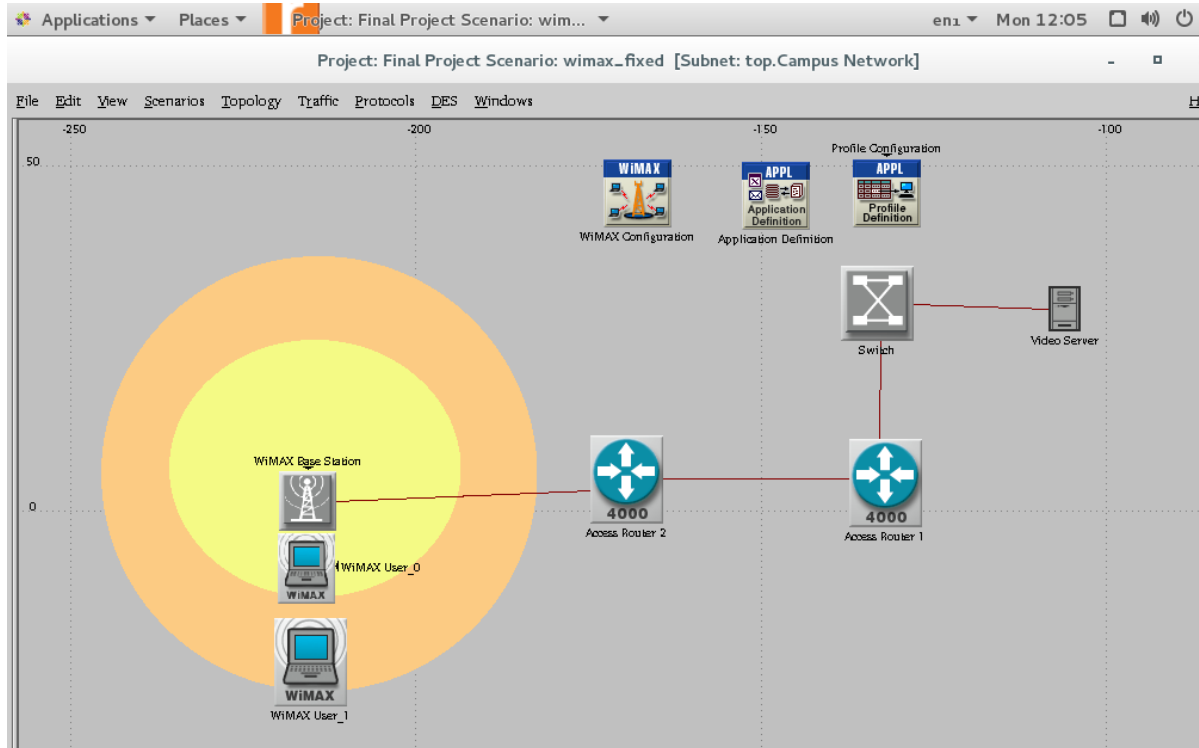 Applications Places Project: Final Project Scenario: wim... en1 Mon 12:05
Project: Final Project Scenario: wimax_fixed [Subnet: top.Campus Network]
File Edit View Scenarios Topology Traffic Protocols DES Windows H
-250 -200 -150 -100
50
Profile Configuration
WiMAX
APPL
Application
Definition
APPL
Profile
Definition
WiMAX Configuration
Application Definition
Switch
Video Server
WiMAX Base Station
0
4000
Access Router 2
4000
Access Router 1
WiMAX User_0
WiMAX
WiMAX
WiMAX User_1